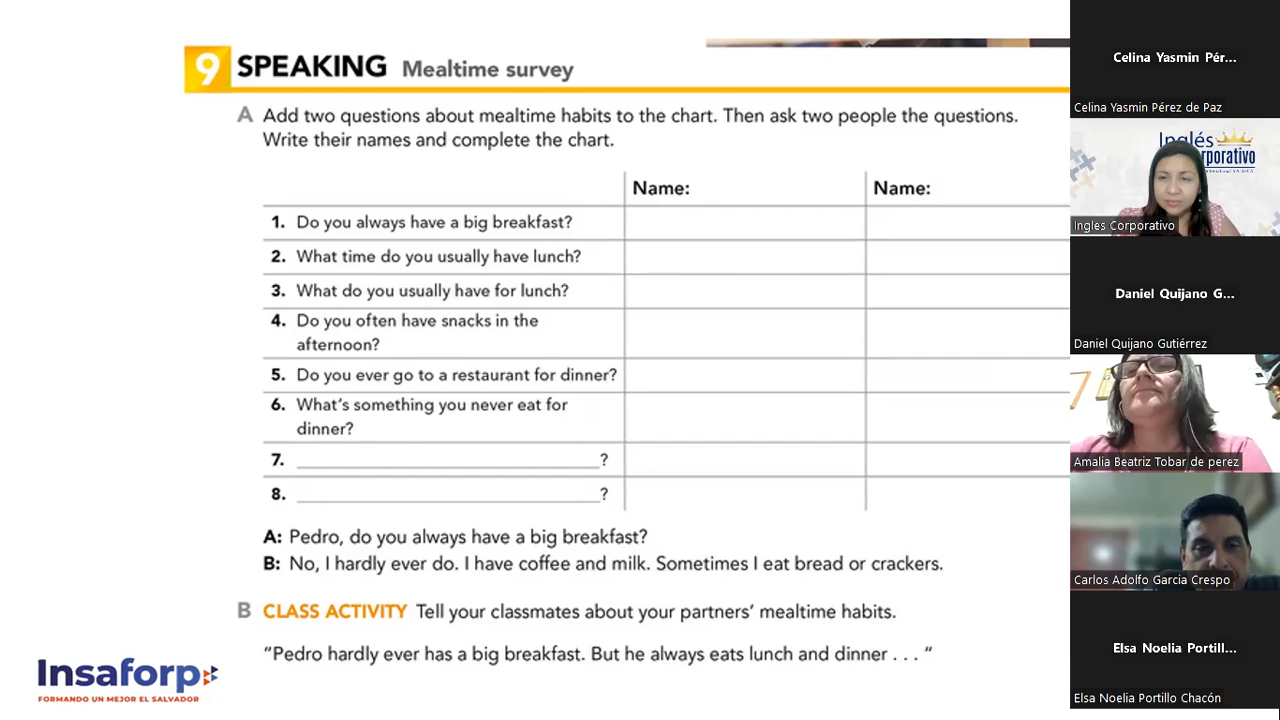 9 SPEAKING Mealtime survey
A Add two questions about mealtime habits to the chart. Then ask two people the questions.
Write their names and complete the chart.
Name: Name:
1. Do you always have a big breakfast?
2. What time do you usually have lunch?
3. What do you usually have for lunch?
4. Do you often have snacks in the
afternoon?
5. Do you ever go to a restaurant for dinner?
6. What's something you never eat for
dinner?
7. ____________________________?
8. ____________________________?
A: Pedro, do you always have a big breakfast?
B: No, I hardly ever do. I have coffee and milk. Sometimes I eat bread or crackers.
B CLASS ACTIVITY Tell your classmates about your partners' mealtime habits.
"Pedro hardly ever has a big breakfast. But he always eats lunch and dinner . . . "
Insaforp
FORMANDO UN MEJOR EL SALVADOR
Celina Yasmin Pér...
Celina Yasmin Pérez de Paz
Inglés
Ingles Corporativo
Daniel Quijano G...
Daniel Quijano Gutiérrez
Amalia Beatriz Tobar de perez
Carlos Adolfo Garcia Crespo
Elsa Noelia Portill...
Elsa Noelia Portillo Chacón